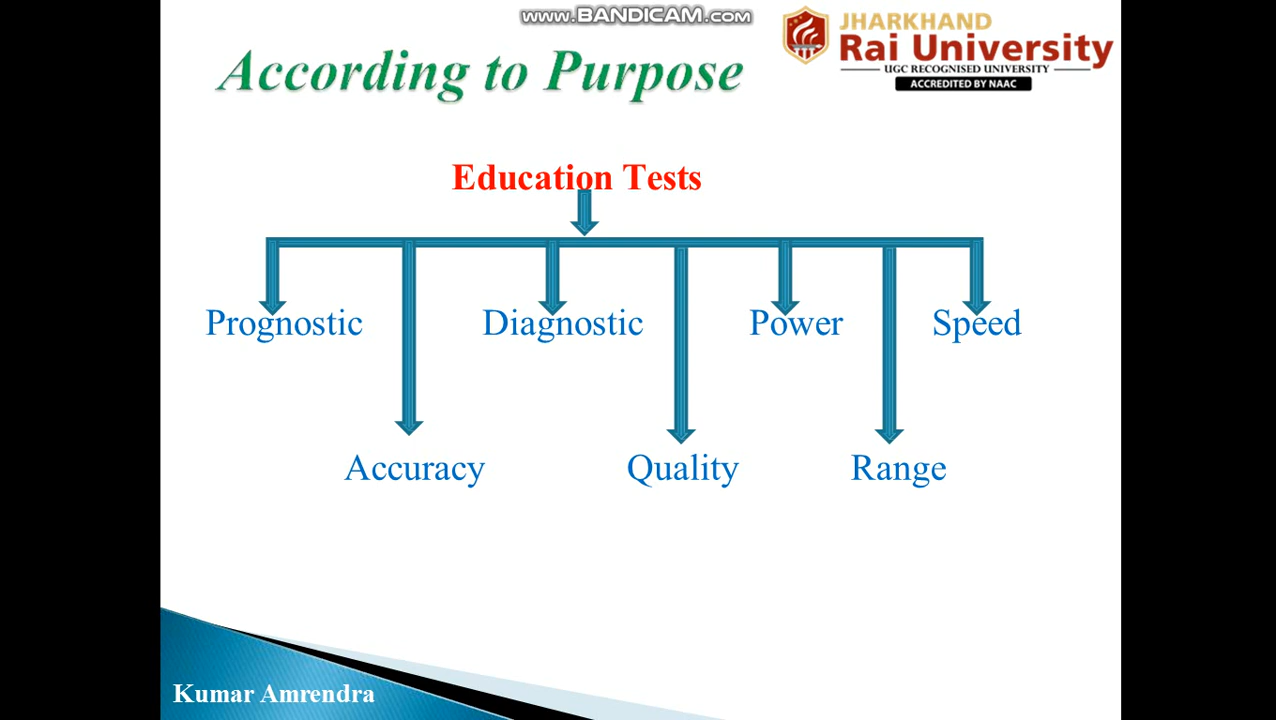 www.BANDICAM.com
JHARKHAND
Rai University
UGC RECOGNISED UNIVERSITY
ACCREDITED BY NAAC
According to Purpose
Education Tests
Prognostic Diagnostic Power Speed
Accuracy Quality Range
Kumar Amrendra